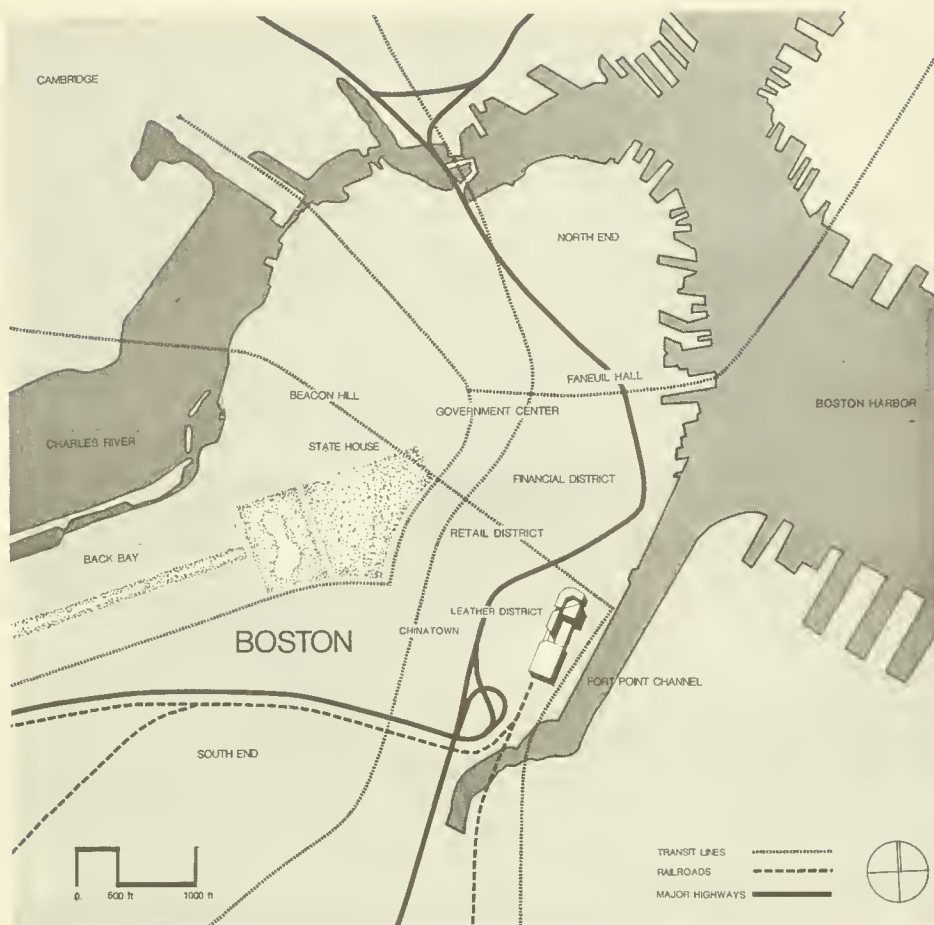 CAMBRIDGE
NORTH END
FANEUIL HALL
BEACON HILL
GOVERNMENT CENTER
BOSTON HARBOR
CHARLES RIVER
STATE HOUSE
FINANCIAL DISTRICT
RETAIL DISTRICT
BACK BAY
LEATHER DISTRICT
CHINATOWN
BOSTON
FORT POINT CHANNEL
SOUTH END
TRANSIT LINES
RAILROADS
MAJOR HIGHWAYS
0. 500 ft 1000 ft